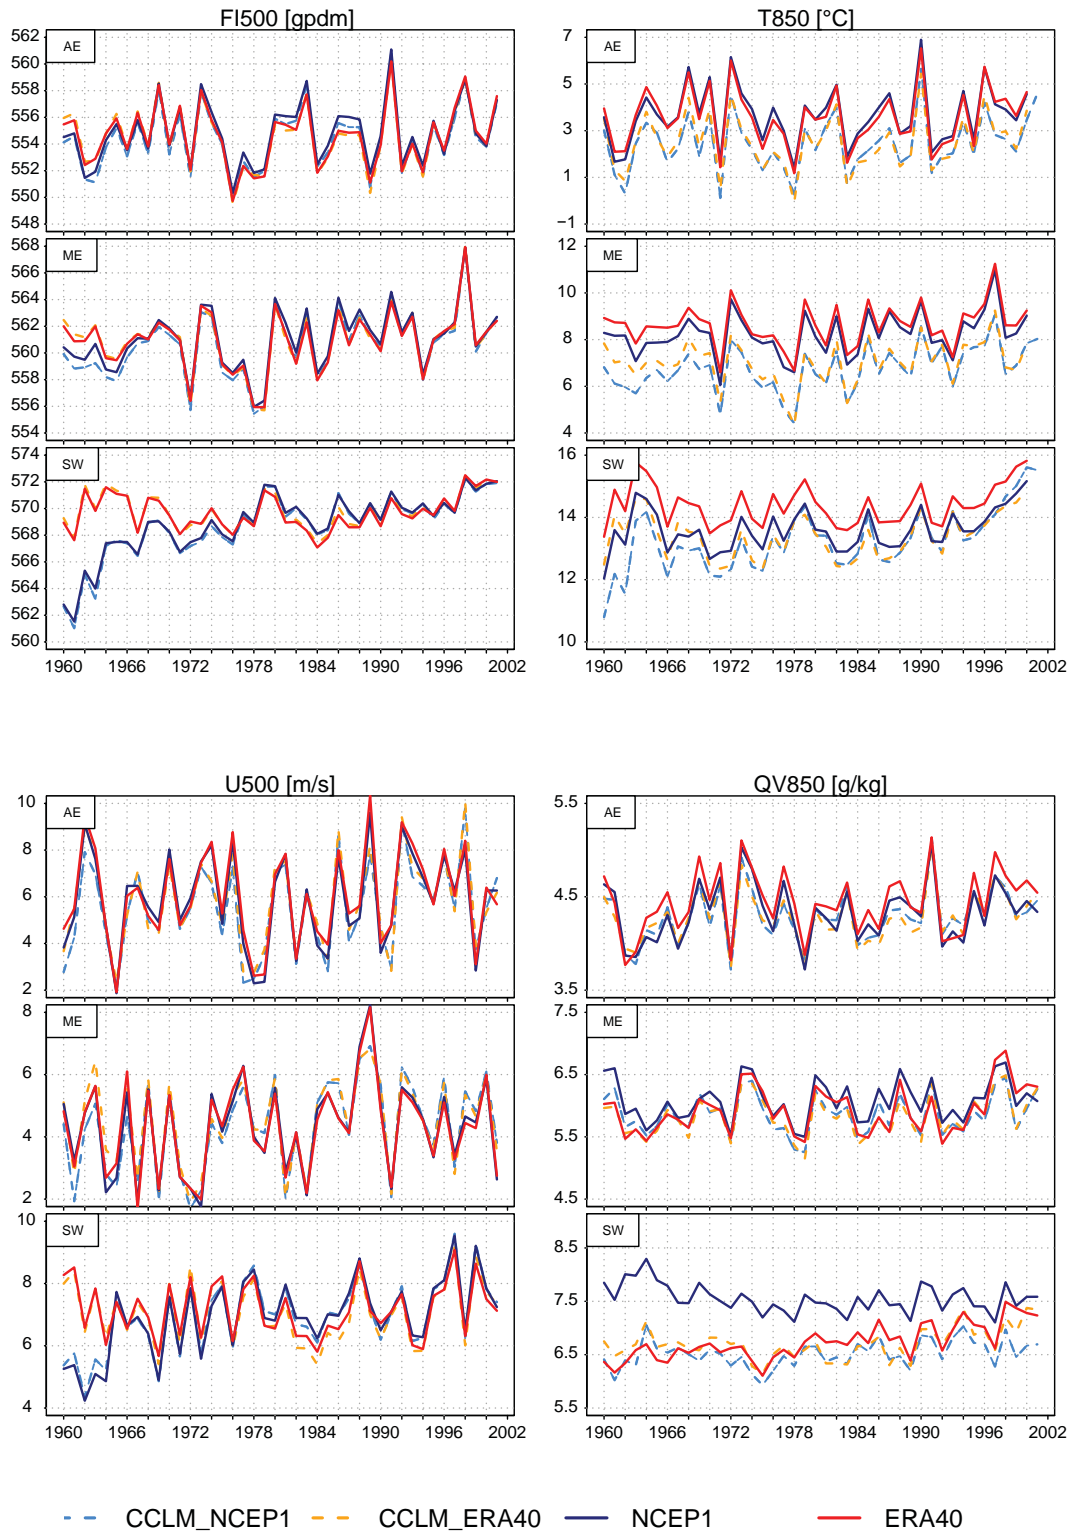 FI500 [gpdm]
AE
562
560
558
556
554
552
550
548
ME
568
566
564
562
560
558
556
554
SW
574
572
570
568
566
564
562
560
1960 1966 1972 1978 1984 1990 1996 2002
T850 [°C]
AE
7
5
3
1
−1
ME
12
10
8
6
4
SW
16
14
12
10
1960 1966 1972 1978 1984 1990 1996 2002
U500 [m/s]
AE
10
8
6
4
2
ME
8
6
4
2
SW
10
8
6
4
1960 1966 1972 1978 1984 1990 1996 2002
QV850 [g/kg]
AE
5.5
4.5
3.5
ME
7.5
6.5
5.5
4.5
SW
8.5
7.5
6.5
5.5
1960 1966 1972 1978 1984 1990 1996 2002
CCLM_NCEP1 CCLM_ERA40 NCEP1 ERA40